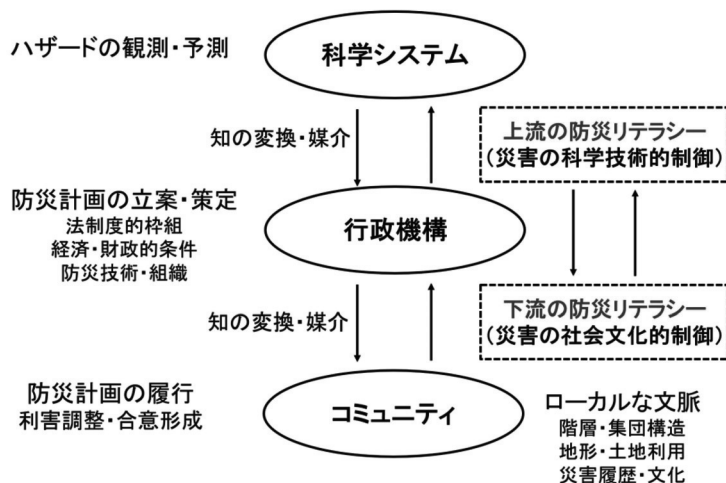 ハザードの観測・予測
科学システム
知の変換・媒介
上流の防災リテラシー
(災害の科学技術的制御)
防災計画の立案・策定
法制度的枠組
経済・財政的条件
防災技術・組織
行政機構
知の変換・媒介
下流の防災リテラシー
(災害の社会文化的制御)
防災計画の履行
利害調整・合意形成
コミュニティ
ローカルな文脈
階層・集団構造
地形・土地利用
災害履歴・文化